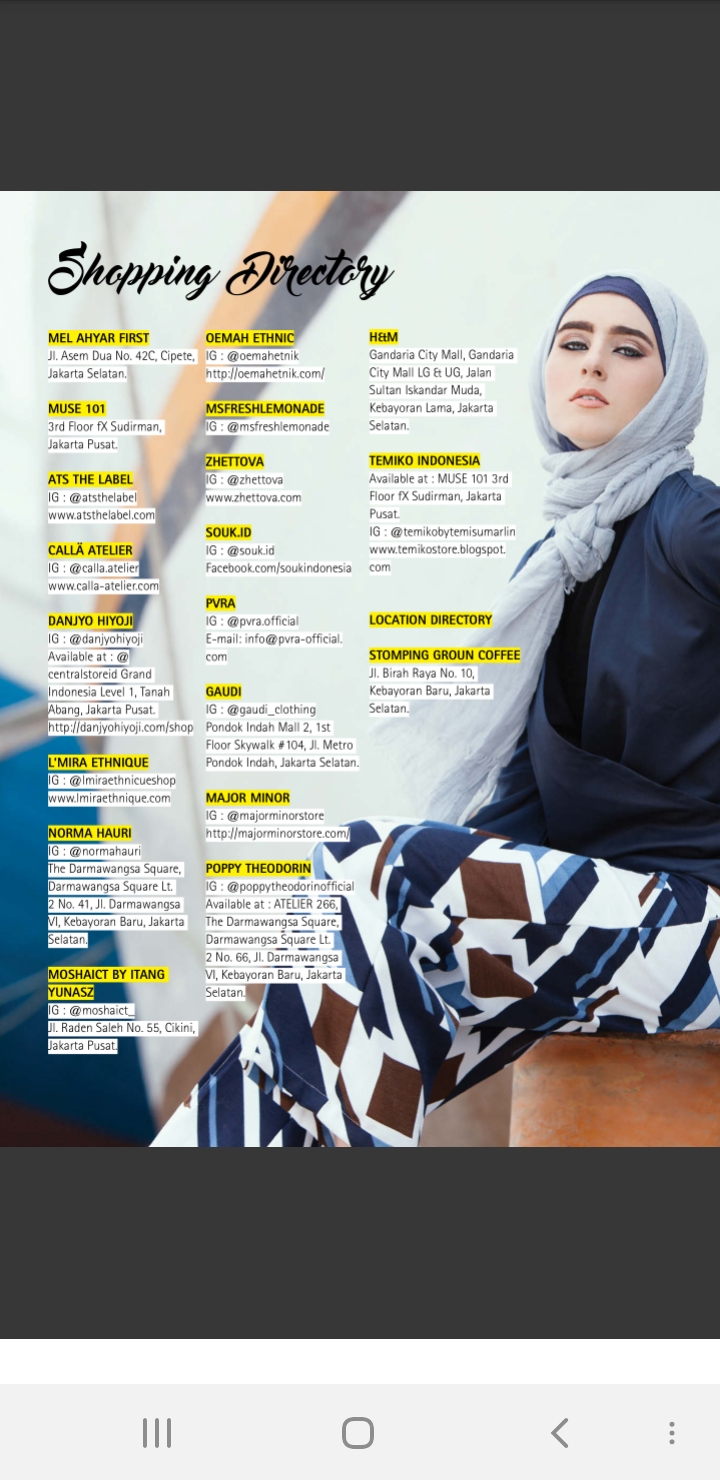 Shopping Directory
MEL AHYAR FIRST
Jl. Asem Dua No. 42C, Cipete,
Jakarta Selatan.
MUSE 101
3rd Floor fX Sudirman,
Jakarta Pusat.
ATS THE LABEL
IG : @atsthelabel
www.atsthelabel.com
CALLÄ ATELIER
IG : @calla.atelier
www.calla-atelier.com
DANJYO HIYOJI
IG : @danjyohiyoji
Available at : @
centralstoreid Grand
Indonesia Level 1, Tanah
Abang, Jakarta Pusat.
http://danjyohiyoji.com/shop
L'MIRA ETHNIQUE
IG : @lmiraethnicueshop
www.lmiraethnique.com
NORMA HAURI
IG : @normahauri
The Darmawangsa Square,
Darmawangsa Square Lt.
2 No. 41, Jl. Darmawangsa
VI, Kebayoran Baru, Jakarta
Selatan.
MOSHAICT BY ITANG
YUNASZ
IG : @moshaict_
Jl. Raden Saleh No. 55, Cikini,
Jakarta Pusat.
OEMAH ETHNIC
IG : @oemahetnik
http://oemahetnik.com/
MSFRESHLEMONADE
IG : @msfreshlemonade
ZHETTOVA
IG : @zhettova
www.zhettova.com
SOUK.ID
IG : @souk.id
Facebook.com/soukindonesia
PVRA
IG : @pvra.official
E-mail: info@pvra-official.
com
GAUDI
IG : @gaudi_clothing
Pondok Indah Mall 2, 1st
Floor Skywalk #104, Jl. Metro
Pondok Indah, Jakarta Selatan.
MAJOR MINOR
IG : @majorminorstore
http://majorminorstore.com/
POPPY THEODORIN
IG : @poppytheodorinofficial
Available at : ATELIER 266,
The Darmawangsa Square,
Darmawangsa Square Lt.
2 No. 66, Jl. Darmawangsa
VI, Kebayoran Baru, Jakarta
Selatan.
H&M
Gandaria City Mall, Gandaria
City Mall LG & UG, Jalan
Sultan Iskandar Muda,
Kebayoran Lama, Jakarta
Selatan.
TEMIKO INDONESIA
Available at : MUSE 101 3rd
Floor fX Sudirman, Jakarta
Pusat.
IG : @temikobytemisumarlin
www.temikostore.blogspot.
com
LOCATION DIRECTORY
STOMPING GROUN COFFEE
Jl. Birah Raya No. 10,
Kebayoran Baru, Jakarta
Selatan.